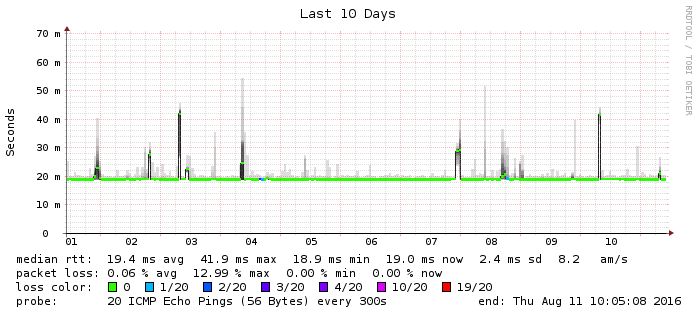 Last 10 Days
RRDTOOL / TOBI OETIKER
Seconds
70 m
60 m
50 m
40 m
30 m
20 m
10 m
0 m
01 02 03 04 05 06 07 08 09 10
median rtt: 19.4 ms avg 41.9 ms max 18.9 ms min 19.0 ms now 2.4 ms sd 8.2 am/s
packet loss: 0.06 % avg 12.99 % max 0.00 % min 0.00 % now
loss color: 0 1/20 2/20 3/20 4/20 10/20 19/20
probe: 20 ICMP Echo Pings (56 Bytes) every 300s end: Thu Aug 11 10:05:08 2016